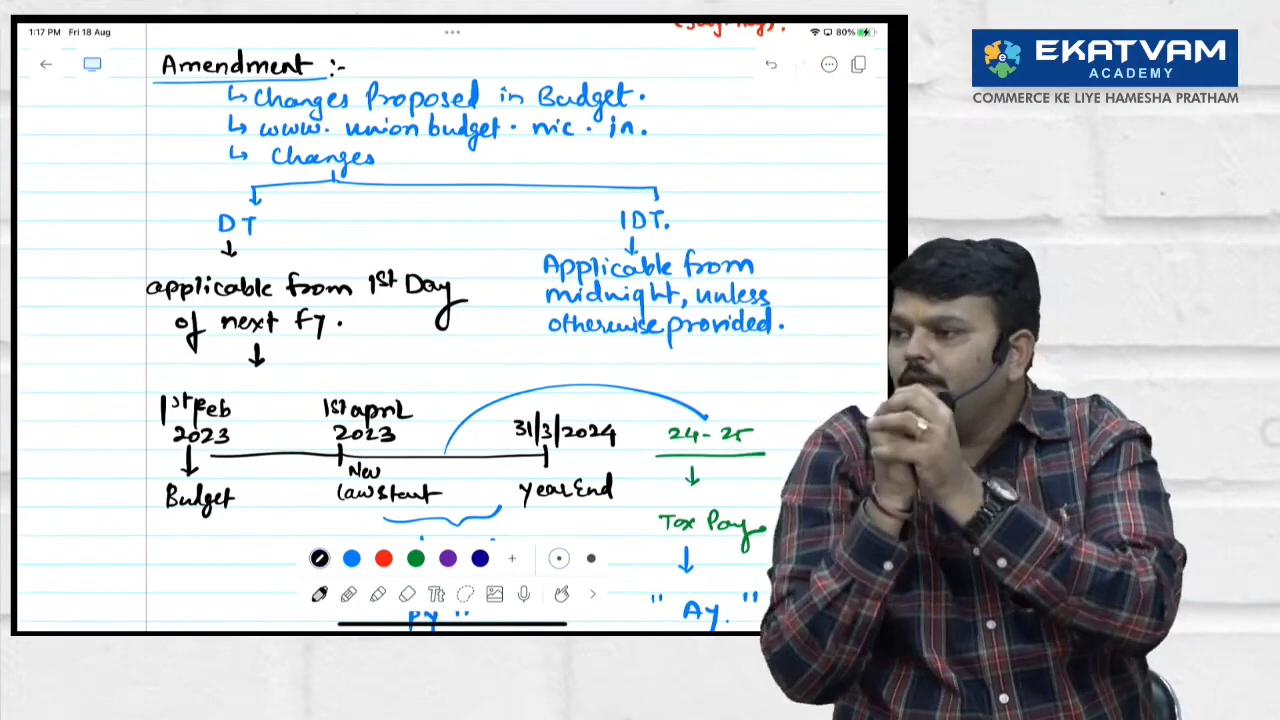 1:17 PM Fri 18 Aug
80%
Amendment :-
↳ Changes Proposed in Budget.
↳ www. union budget. nic. in.
↳ Changes
DT
IDT.
applicable from 1st Day
of next fy.
Applicable from
midnight, unless
otherwise provided.
1st Feb
2023
1st april
2023
31/3/2024
24-25
Budget
New
Law Start
Year End
Tax Pay
Tt
py "
" Ay. "
EKATVAM
ACADEMY
COMMERCE KE LIYE HAMESHA PRATHAM